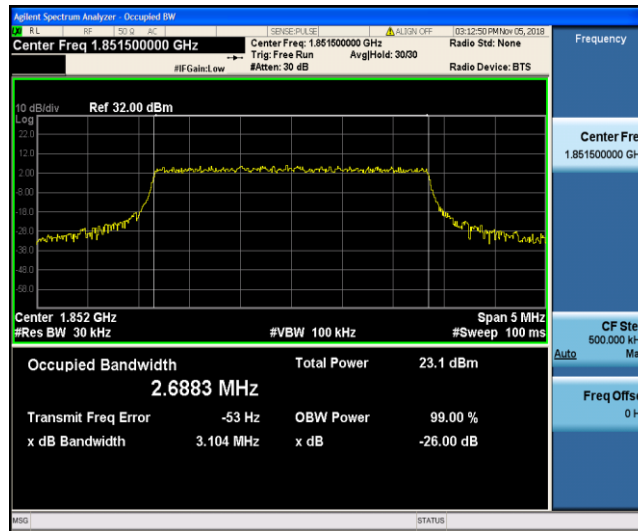 Agilent Spectrum Analyzer - Occupied BW
RL RF 50 Ω AC SENSE:PULSE ALIGN OFF 03:12:50 PM Nov 05, 2018
Center Freq 1.851500000 GHz Center Freq: 1.851500000 GHz Radio Std: None
Trig: Free Run Avg|Hold: 30/30
#IFGain:Low #Atten: 30 dB Radio Device: BTS
Frequency
10 dB/div Ref 32.00 dBm
Log
22.0
12.0
2.00
-8.00
-18.0
-28.0
-38.0
-48.0
-58.0
Center Fre
1.851500000 GH
Center 1.852 GHz Span 5 MHz
#Res BW 30 kHz #VBW 100 kHz #Sweep 100 ms
CF Ste
500.000 kH
Auto Ma
Occupied Bandwidth Total Power 23.1 dBm
2.6883 MHz
Freq Offse
0 H
Transmit Freq Error -53 Hz OBW Power 99.00 %
x dB Bandwidth 3.104 MHz x dB -26.00 dB
MSG STATUS